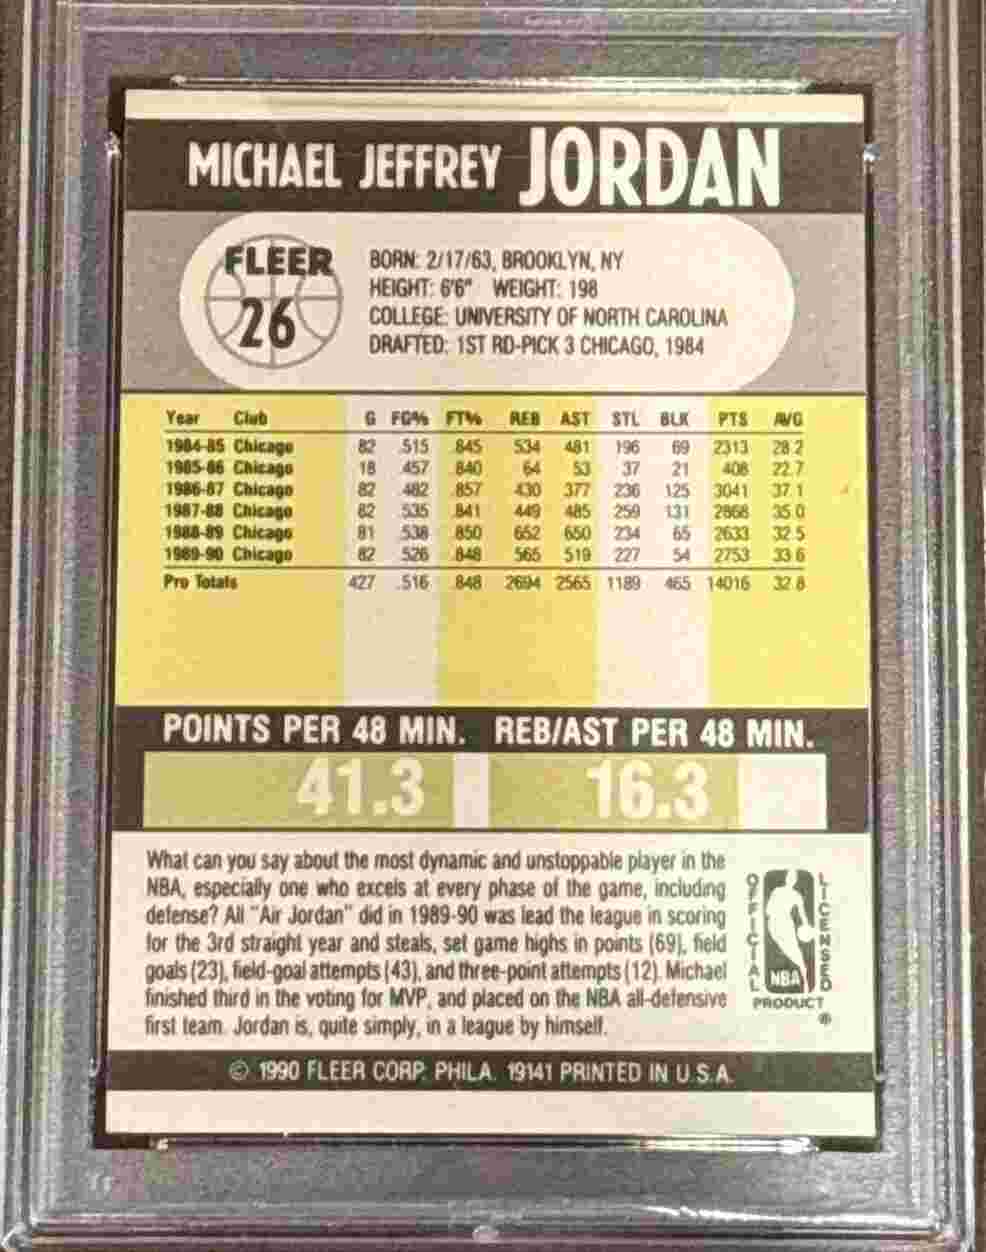 MICHAEL JEFFREY JORDAN
FLEER
26
BORN: 2/17/63, BROOKLYN, NY
HEIGHT: 6'6" WEIGHT: 198
COLLEGE: UNIVERSITY OF NORTH CAROLINA
DRAFTED: 1ST RD-PICK 3 CHICAGO, 1984
Year Club G FG% FT% REB AST STL BLK PTS AVG
1984-85 Chicago 82 .515 .845 534 481 196 69 2313 28.2
1985-86 Chicago 18 .457 .840 64 53 37 21 408 22.7
1986-87 Chicago 82 .482 .857 430 377 236 125 3041 37.1
1987-88 Chicago 82 .535 .841 449 485 259 131 2868 35.0
1988-89 Chicago 81 .538 .850 652 650 234 65 2633 32.5
1989-90 Chicago 82 .526 .848 565 519 227 54 2753 33.6
Pro Totals 427 .516 .848 2694 2565 1189 465 14016 32.8
POINTS PER 48 MIN. REB/AST PER 48 MIN.
41.3 16.3
What can you say about the most dynamic and unstoppable player in the
NBA, especially one who excels at every phase of the game, including
defense? All "Air Jordan" did in 1989-90 was lead the league in scoring
for the 3rd straight year and steals, set game highs in points (69), field
goals (23), field-goal attempts (43), and three-point attempts (12). Michael
finished third in the voting for MVP, and placed on the NBA all-defensive
first team. Jordan is, quite simply, in a league by himself.
OFFICIAL
LICENSED
NBA
PRODUCT
®
© 1990 FLEER CORP. PHILA. 19141 PRINTED IN U.S.A.